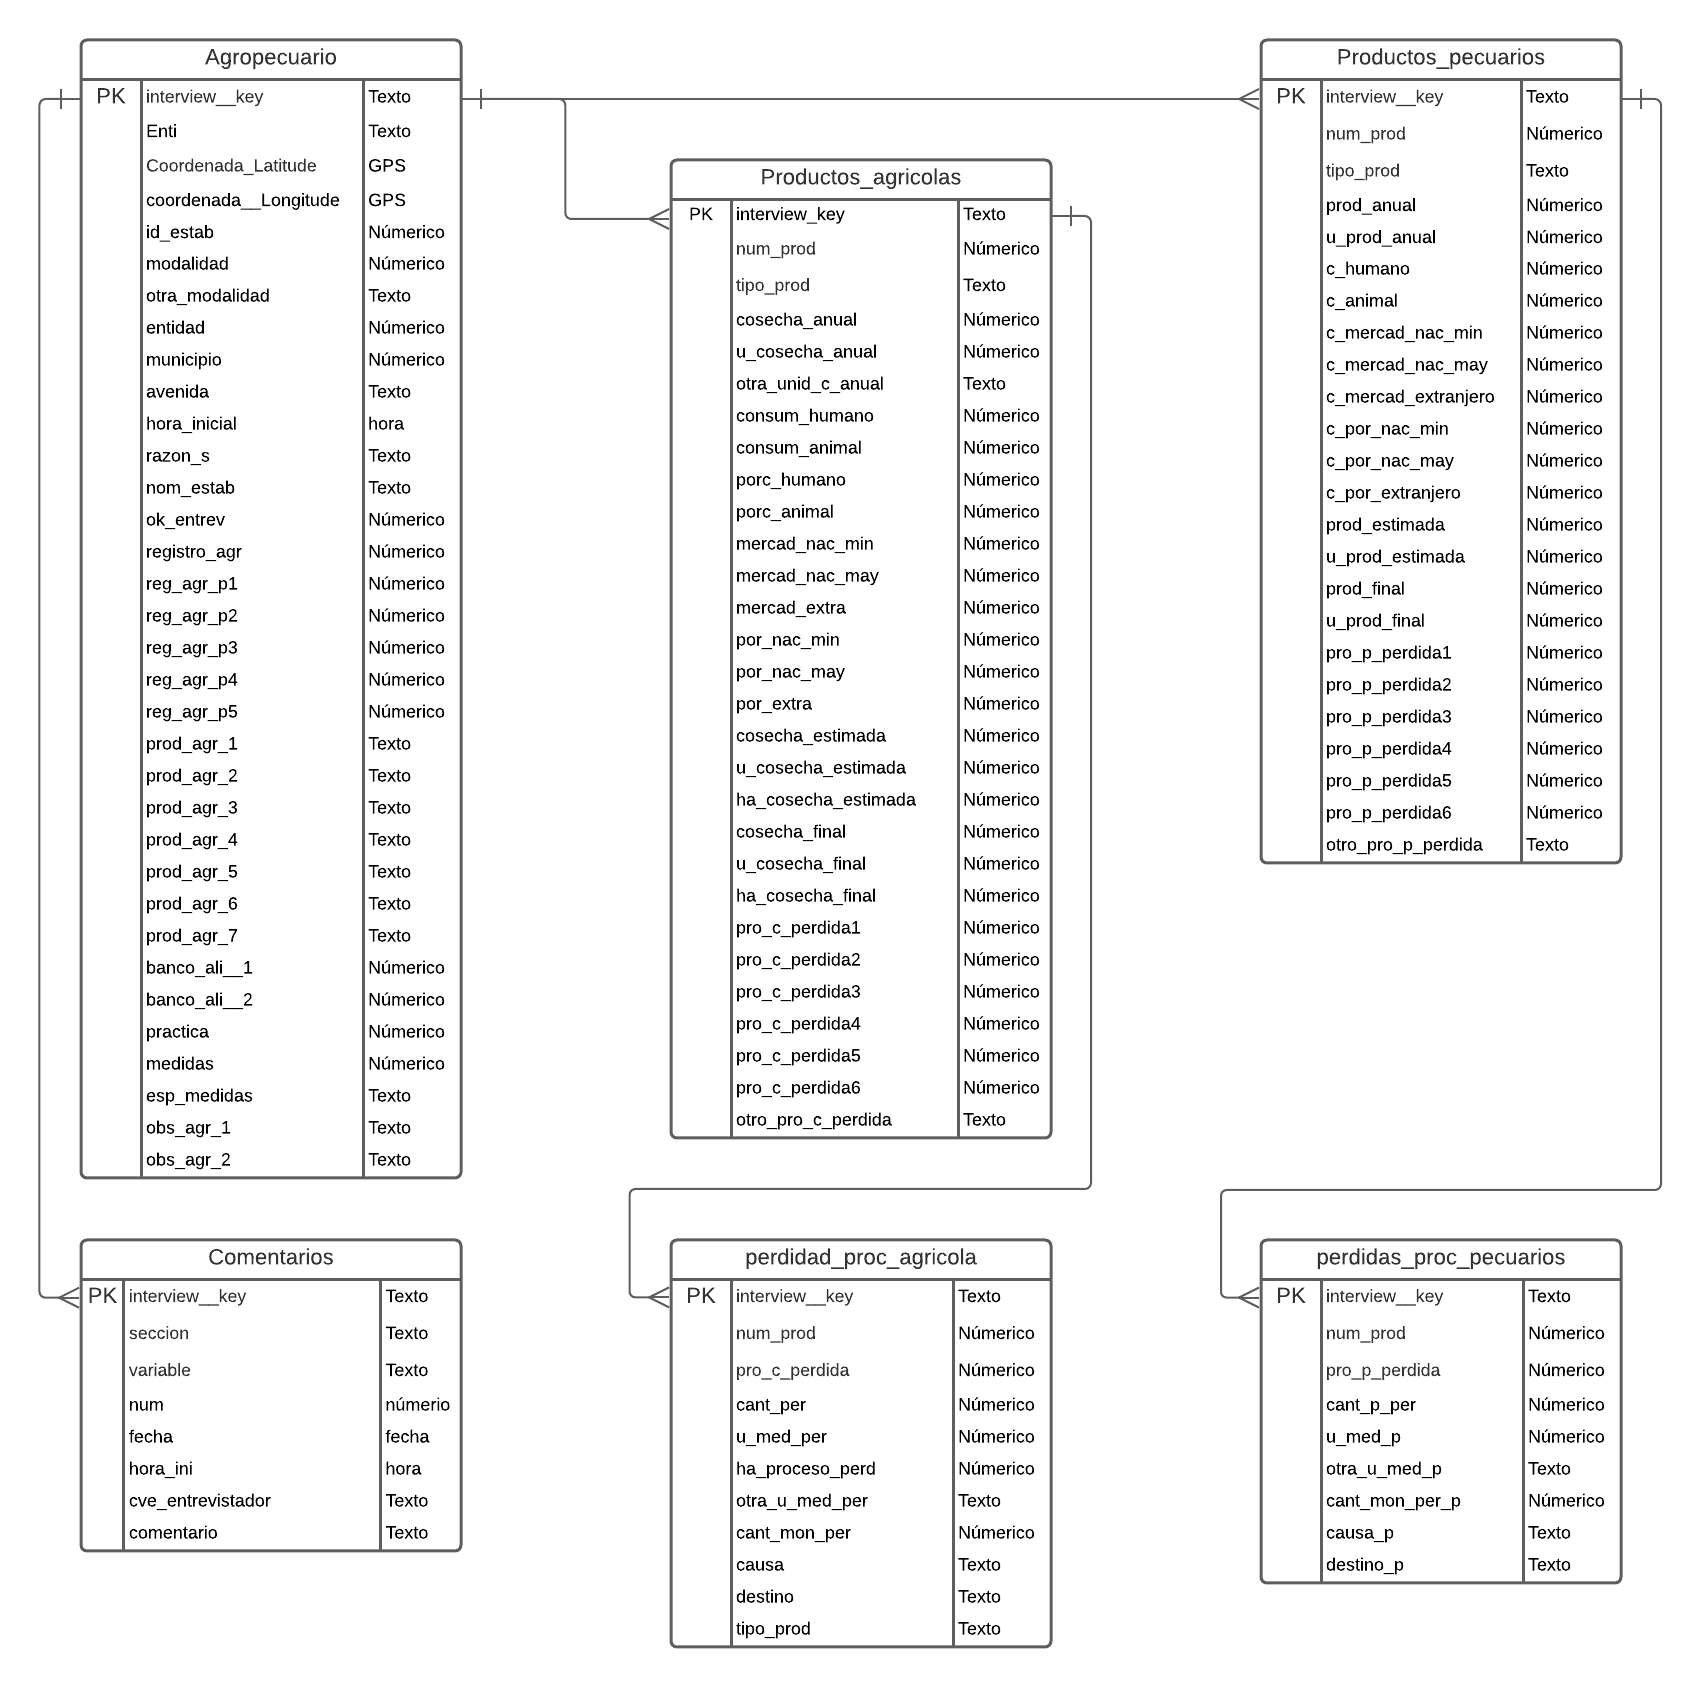 Agropecuario
PK interview__key Texto
Enti Texto
Coordenada_Latitude GPS
coordenada__Longitude GPS
id_estab Númerico
modalidad Númerico
otra_modalidad Texto
entidad Númerico
municipio Númerico
avenida Texto
hora_inicial hora
razon_s Texto
nom_estab Texto
ok_entrev Númerico
registro_agr Númerico
reg_agr_p1 Númerico
reg_agr_p2 Númerico
reg_agr_p3 Númerico
reg_agr_p4 Númerico
reg_agr_p5 Númerico
prod_agr_1 Texto
prod_agr_2 Texto
prod_agr_3 Texto
prod_agr_4 Texto
prod_agr_5 Texto
prod_agr_6 Texto
prod_agr_7 Texto
banco_ali__1 Númerico
banco_ali__2 Númerico
practica Númerico
medidas Númerico
esp_medidas Texto
obs_agr_1 Texto
obs_agr_2 Texto
Productos_agricolas
PK interview_key Texto
num_prod Númerico
tipo_prod Texto
cosecha_anual Númerico
u_cosecha_anual Númerico
otra_unid_c_anual Texto
consum_humano Númerico
consum_animal Númerico
porc_humano Númerico
porc_animal Númerico
mercad_nac_min Númerico
mercad_nac_may Númerico
mercad_extra Númerico
por_nac_min Númerico
por_nac_may Númerico
por_extra Númerico
cosecha_estimada Númerico
u_cosecha_estimada Númerico
ha_cosecha_estimada Númerico
cosecha_final Númerico
u_cosecha_final Númerico
ha_cosecha_final Númerico
pro_c_perdida1 Númerico
pro_c_perdida2 Númerico
pro_c_perdida3 Númerico
pro_c_perdida4 Númerico
pro_c_perdida5 Númerico
pro_c_perdida6 Númerico
otro_pro_c_perdida Texto
Productos_pecuarios
PK interview__key Texto
num_prod Númerico
tipo_prod Texto
prod_anual Númerico
u_prod_anual Númerico
c_humano Númerico
c_animal Númerico
c_mercad_nac_min Númerico
c_mercad_nac_may Númerico
c_mercad_extranjero Númerico
c_por_nac_min Númerico
c_por_nac_may Númerico
c_por_extranjero Númerico
prod_estimada Númerico
u_prod_estimada Númerico
prod_final Númerico
u_prod_final Númerico
pro_p_perdida1 Númerico
pro_p_perdida2 Númerico
pro_p_perdida3 Númerico
pro_p_perdida4 Númerico
pro_p_perdida5 Númerico
pro_p_perdida6 Númerico
otro_pro_p_perdida Texto
Comentarios
PK interview__key Texto
seccion Texto
variable Texto
num númerio
fecha fecha
hora_ini hora
cve_entrevistador Texto
comentario Texto
perdidad_proc_agricola
PK interview__key Texto
num_prod Númerico
pro_c_perdida Númerico
cant_per Númerico
u_med_per Númerico
ha_proceso_perd Númerico
otra_u_med_per Texto
cant_mon_per Númerico
causa Texto
destino Texto
tipo_prod Texto
perdidas_proc_pecuarios
PK interview__key Texto
num_prod Númerico
pro_p_perdida Númerico
cant_p_per Númerico
u_med_p Númerico
otra_u_med_p Texto
cant_mon_per_p Númerico
causa_p Texto
destino_p Texto